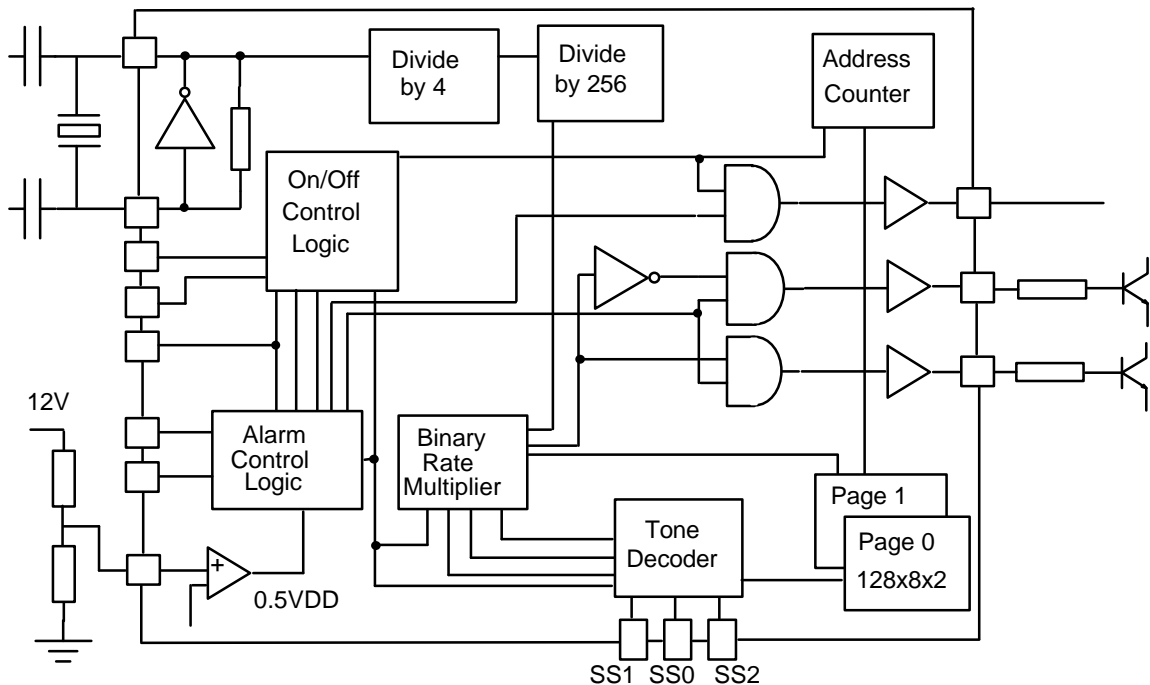 Divide
by 4
Divide
by 256
Address
Counter
On/Off
Control
Logic
12V
Alarm
Control
Logic
Binary
Rate
Multiplier
Page 1
Page 0
128x8x2
Tone
Decoder
+
0.5VDD
SS1 SS0 SS2